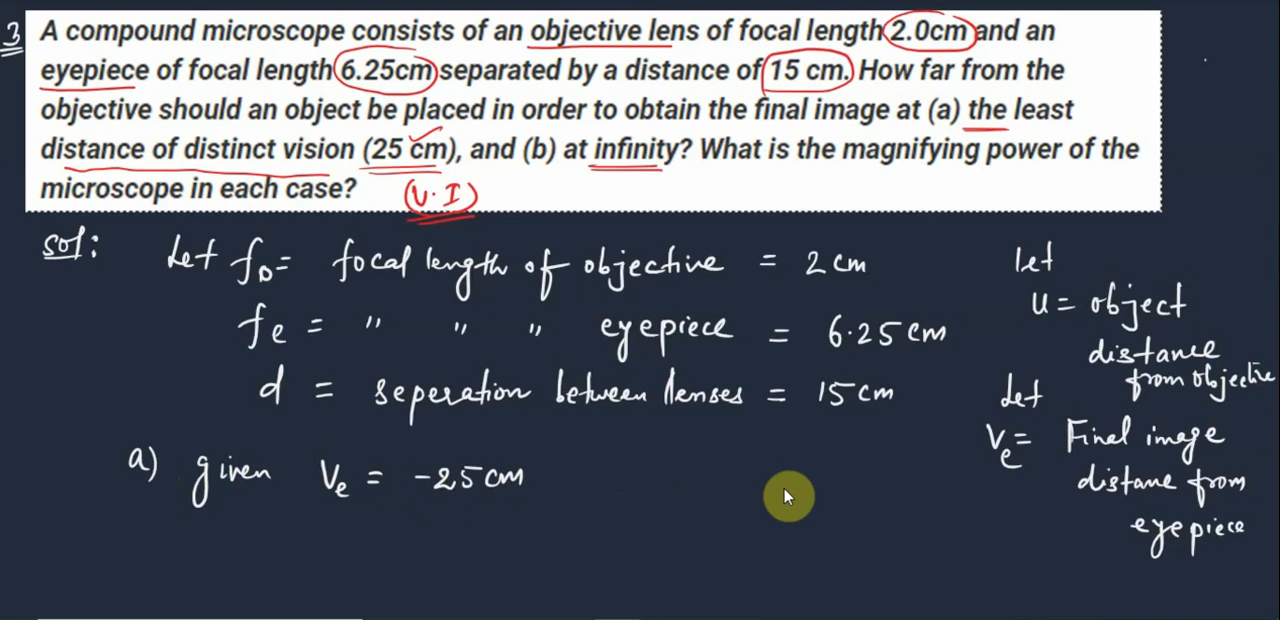 3 A compound microscope consists of an objective lens of focal length 2.0cm and an
eyepiece of focal length 6.25cm separated by a distance of 15 cm. How far from the
objective should an object be placed in order to obtain the final image at (a) the least
distance of distinct vision (25 cm), and (b) at infinity? What is the magnifying power of the
microscope in each case?
(V.I)
Sol:
Let fo = focal length of objective = 2 cm
fe = " " " eyepiece = 6.25 cm
d = seperation between lenses = 15 cm
a) given Ve = -25 cm
let
u = object
distance
from objective
Let
Ve = Final image
distane from
eyepiece